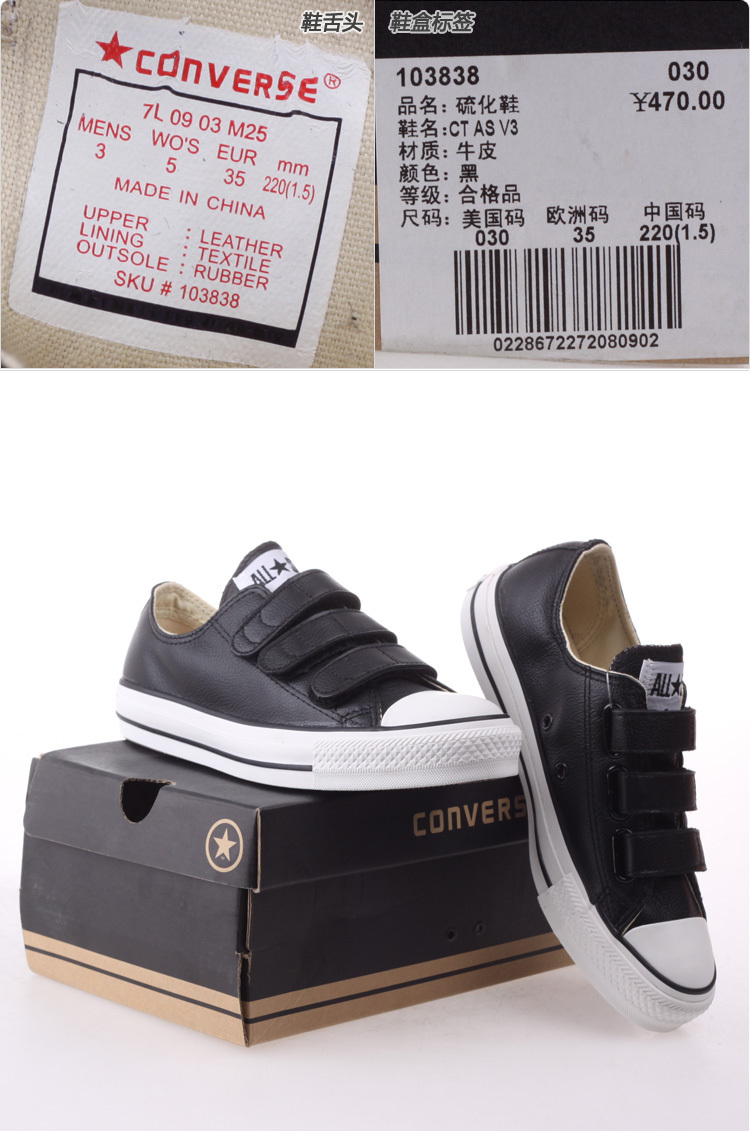 鞋舌头
CONVERSE®
7L 09 03 M25
MENS WO'S EUR mm
3 5 35 220(1.5)
MADE IN CHINA
UPPER : LEATHER
LINING : TEXTILE
OUTSOLE : RUBBER
SKU # 103838
鞋盒标签
103838 030
品名: 硫化鞋 ¥470.00
鞋名:CT AS V3
材质: 牛皮
颜色: 黑
等级: 合格品
尺码: 美国码 欧洲码 中国码
030 35 220(1.5)
0228672272080902
ALL
ALL
CONVERS